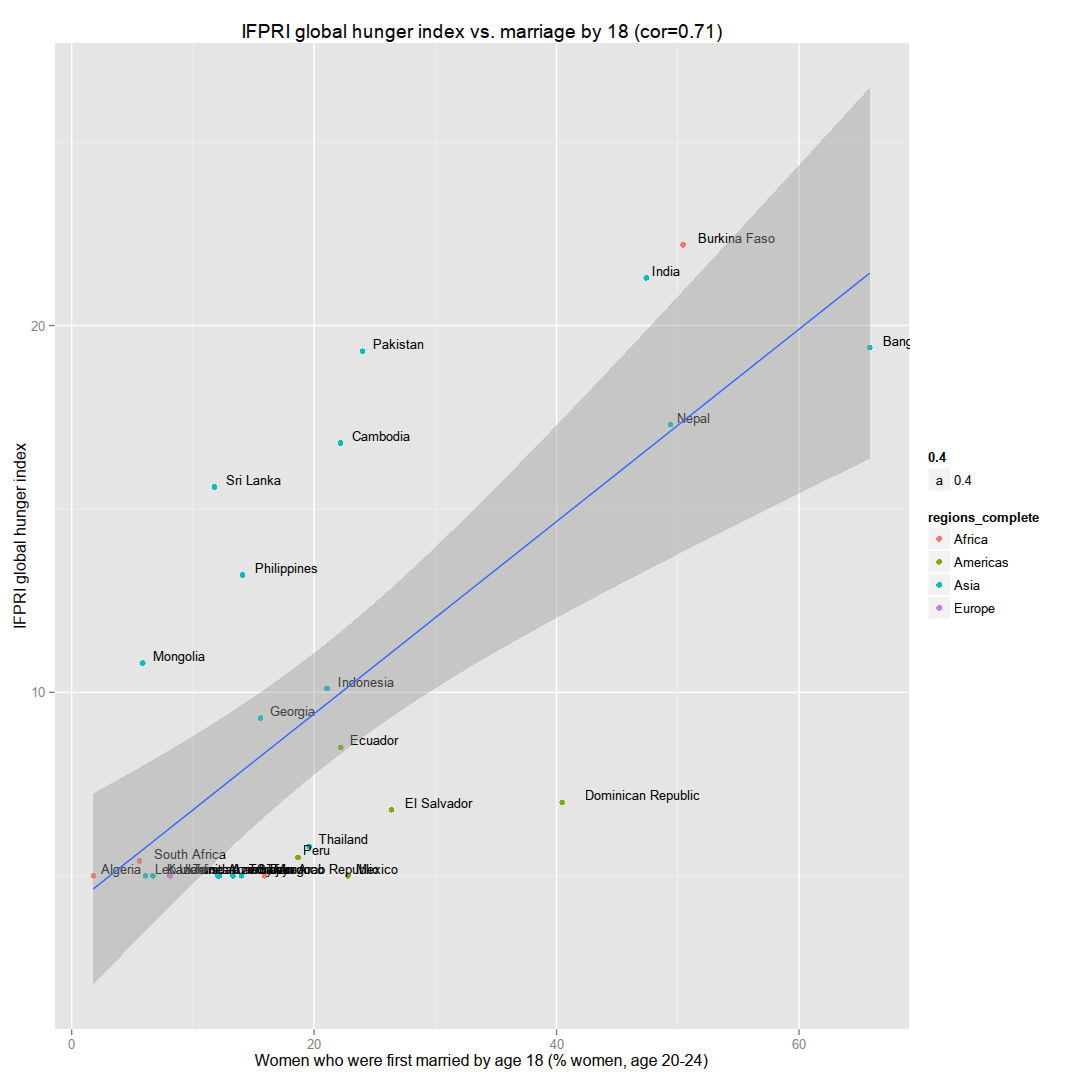 IFPRI global hunger index vs. marriage by 18 (cor=0.71)
Burkina Faso
India
20
Pakistan
Bang
Nepal
Cambodia
0.4
a 0.4
Sri Lanka
regions_complete
Africa
Philippines
Americas
Asia
Europe
IFPRI global hunger index
Mongolia
Indonesia
10
Georgia
Ecuador
Dominican Republic
El Salvador
Thailand
Peru
South Africa
Algeria
Mexico
0 20 40 60
Women who were first married by age 18 (% women, age 20-24)